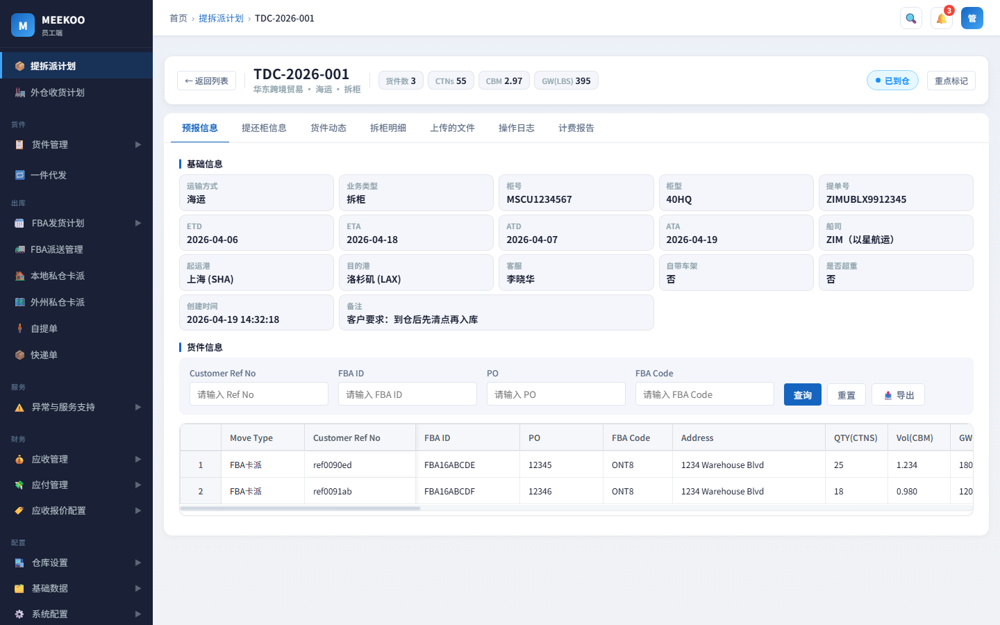 M
MEEKOO
员工端
提拆派计划
外仓收货计划
货件
货件管理
一件代发
出库
FBA发货计划
FBA派送管理
本地私仓卡派
外州私仓卡派
自提单
快递单
服务
异常与服务支持
财务
应收管理
应付管理
应收报价配置
配置
仓库设置
基础数据
系统配置
首页 › 提拆派计划 › TDC-2026-001
3
管
← 返回列表
TDC-2026-001
华东跨境贸易 • 海运 • 拆柜
货件数 3
CTNs 55
CBM 2.97
GW(LBS) 395
已到仓
重点标记
预报信息 提还柜信息 货件动态 拆柜明细 上传的文件 操作日志 计费报告
基础信息
运输方式 业务类型 柜号 柜型 提单号
海运 拆柜 MSCU1234567 40HQ ZIMUBLX9912345
ETD ETA ATD ATA 船司
2026-04-06 2026-04-18 2026-04-07 2026-04-19 ZIM（以星航运）
起运港 目的港 客服 自带车架 是否超重
上海 (SHA) 洛杉矶 (LAX) 李晓华 否 否
创建时间 备注
2026-04-19 14:32:18 客户要求：到仓后先清点再入库
货件信息
Customer Ref No FBA ID PO FBA Code
请输入 Ref No 请输入 FBA ID 请输入 PO 请输入 FBA Code 查询 重置 导出
Move Type Customer Ref No FBA ID PO FBA Code Address QTY(CTNS) Vol(CBM) GW
1 FBA卡派 ref0090ed FBA16ABCDE 12345 ONT8 1234 Warehouse Blvd 25 1.234 180
2 FBA卡派 ref0091ab FBA16ABCDF 12346 ONT8 1234 Warehouse Blvd 18 0.980 120